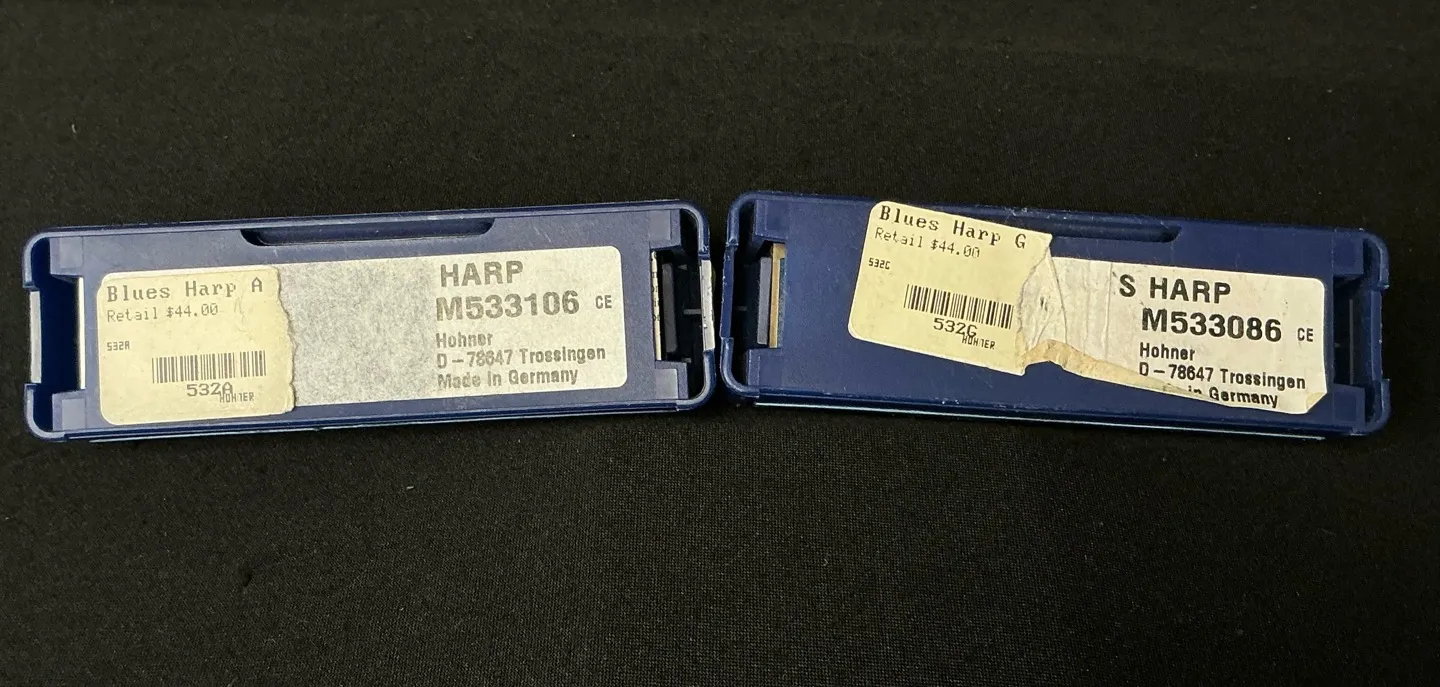 Blues Harp A
Retail $44.00
532A
532A
HOHNER
HARP
M533106 CE
Hohner
D-78647 Trossingen
Made in Germany
Blues Harp G
Retail $44.00
532G
532G
HOHNER
S HARP
M533086 CE
Hohner
D-78647 Trossingen
in Germany